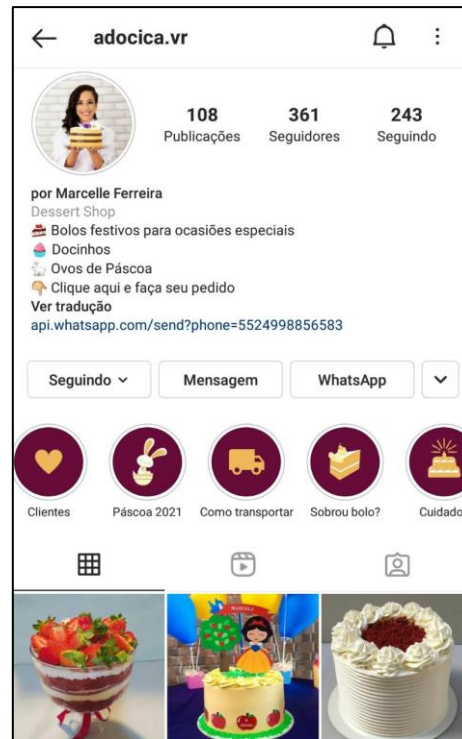 adocica.vr
108 361 243
Publicações Seguidores Seguindo
por Marcelle Ferreira
Dessert Shop
Bolos festivos para ocasiões especiais
Docinhos
Ovos de Páscoa
Clique aqui e faça seu pedido
Ver tradução
api.whatsapp.com/send?phone=5524998856583
Seguindo Mensagem WhatsApp
Clientes Páscoa 2021 Como transportar Sobrou bolo? Cuidado